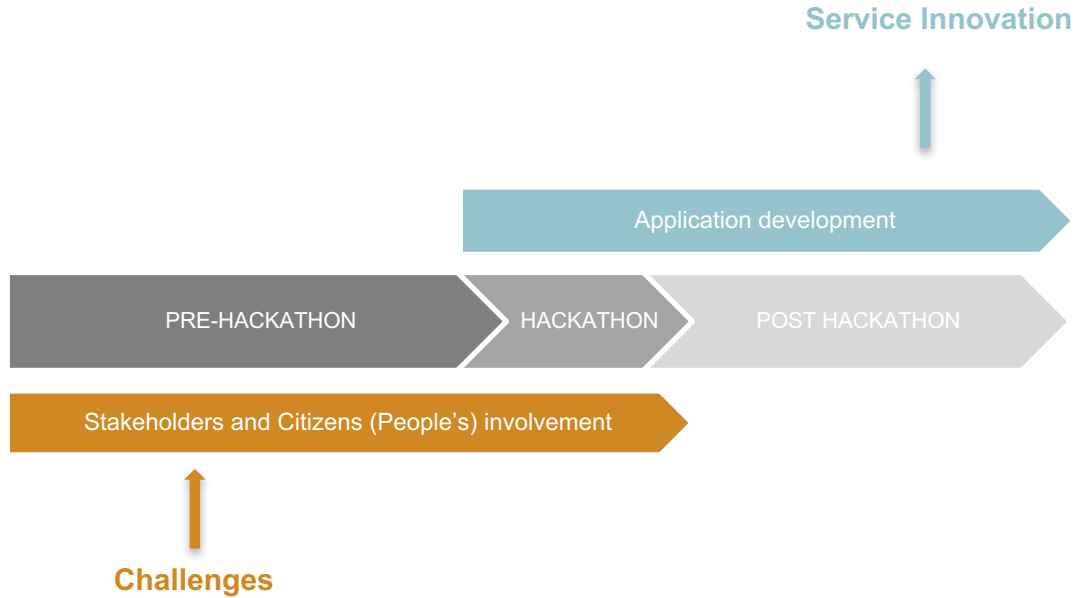 Service Innovation
Application development
PRE-HACKATHON
HACKATHON
POST HACKATHON
Stakeholders and Citizens (People’s) involvement
Challenges